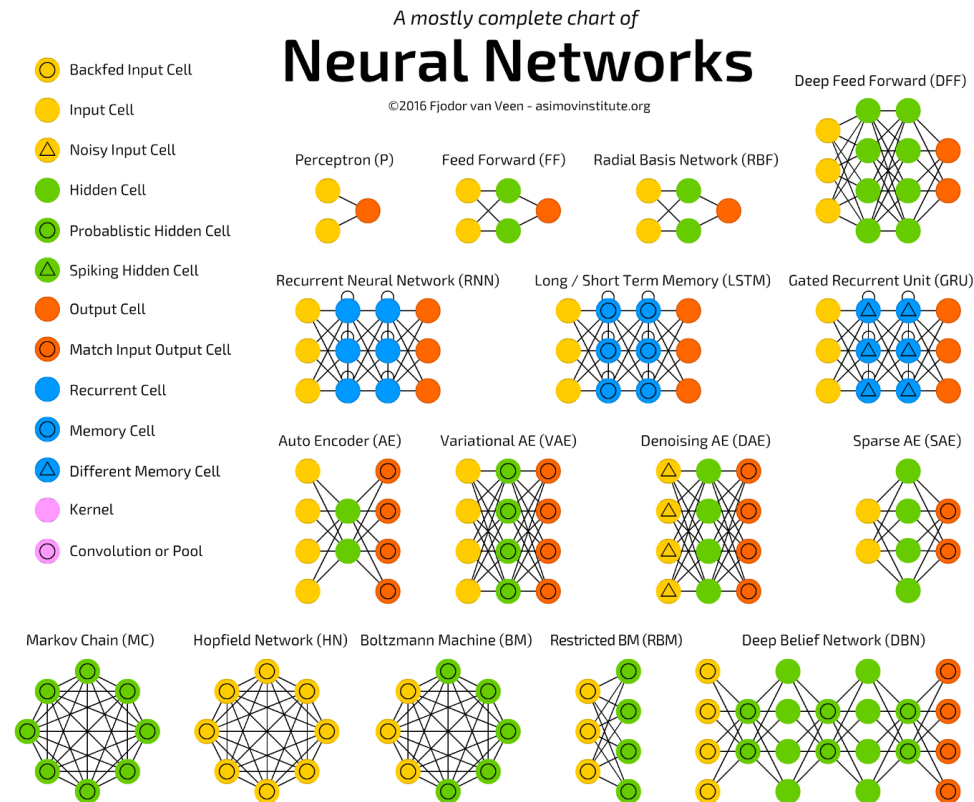 A mostly complete chart of
Neural Networks
©2016 Fjodor van Veen - asimovinstitute.org
Backfed Input Cell
Input Cell
Noisy Input Cell
Hidden Cell
Probablistic Hidden Cell
Spiking Hidden Cell
Output Cell
Match Input Output Cell
Recurrent Cell
Memory Cell
Different Memory Cell
Kernel
Convolution or Pool
Deep Feed Forward (DFF)
Perceptron (P)
Feed Forward (FF)
Radial Basis Network (RBF)
Recurrent Neural Network (RNN)
Long / Short Term Memory (LSTM)
Gated Recurrent Unit (GRU)
Auto Encoder (AE)
Variational AE (VAE)
Denoising AE (DAE)
Sparse AE (SAE)
Markov Chain (MC)
Hopfield Network (HN)
Boltzmann Machine (BM)
Restricted BM (RBM)
Deep Belief Network (DBN)